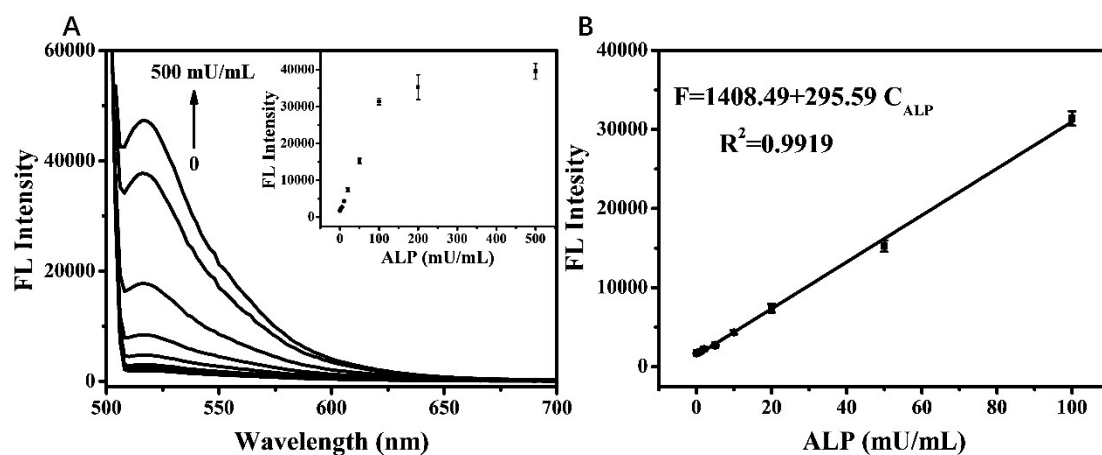 A
60000
40000
20000
0
FL Intensity
500 mU/mL
0
40000
30000
20000
10000
0
FL Intensity
0 100 200 300 400 500
ALP (mU/mL)
500 550 600 650 700
Wavelength (nm)
B
40000
30000
20000
10000
0
FL Intesity
F=1408.49+295.59 C_ALP
R²=0.9919
0 20 40 60 80 100
ALP (mU/mL)